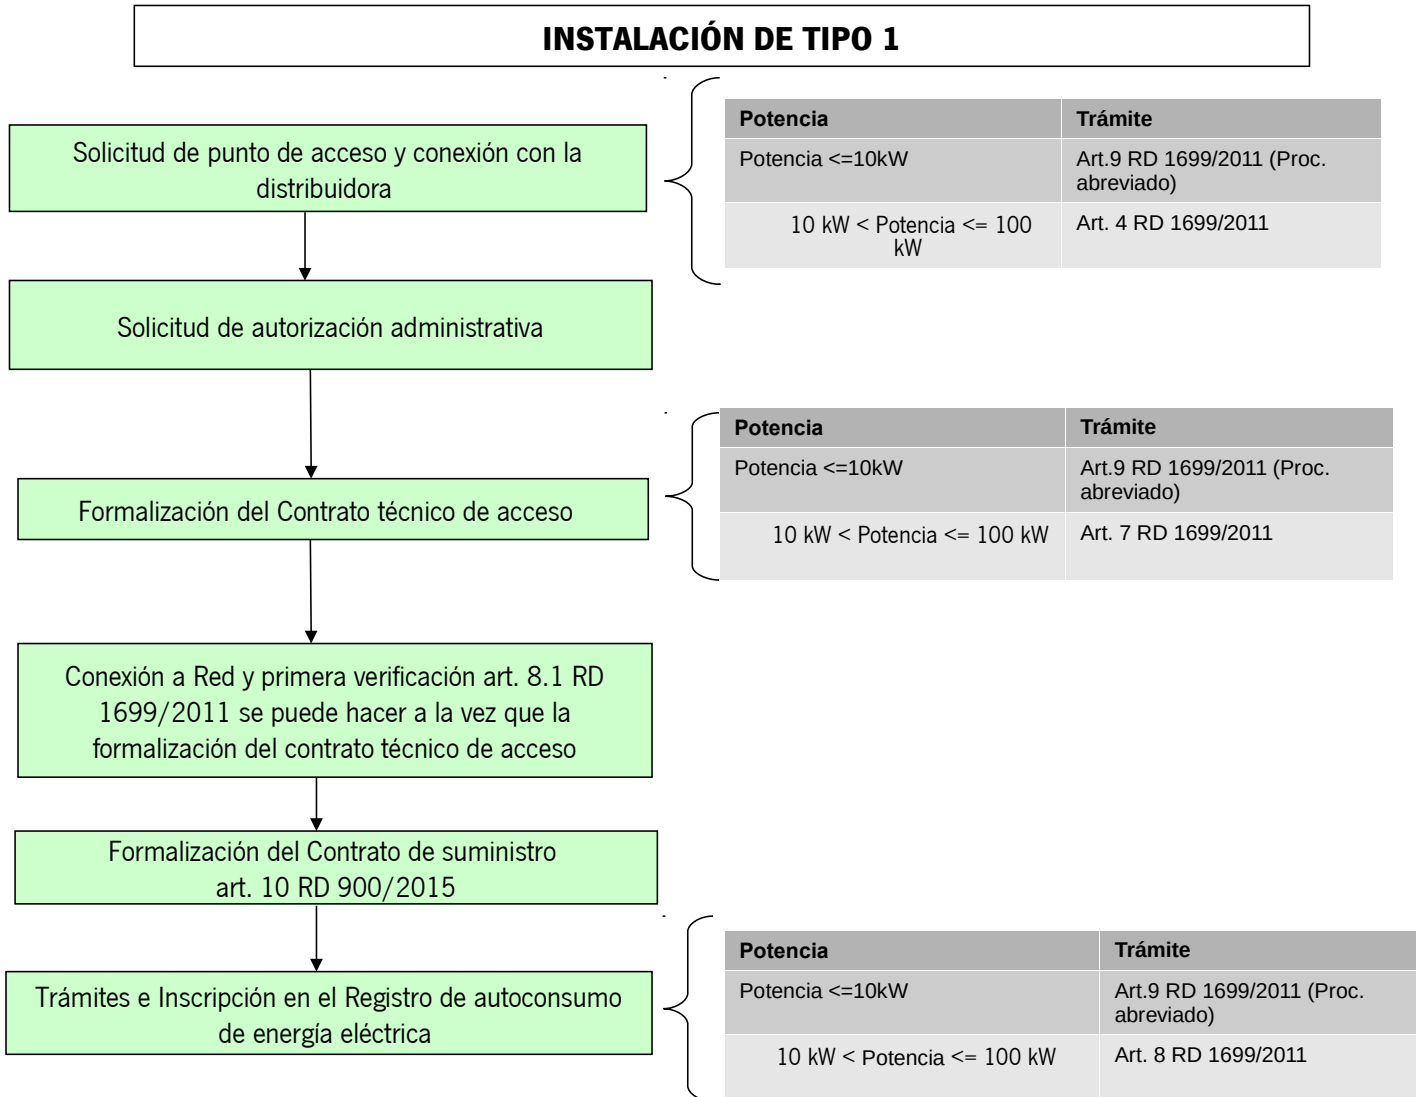 INSTALACIÓN DE TIPO 1
Solicitud de punto de acceso y conexión con la
distribuidora
Potencia
Trámite
Potencia <=10kW
Art.9 RD 1699/2011 (Proc.
abreviado)
10 kW < Potencia <= 100
kW
Art. 4 RD 1699/2011
Solicitud de autorización administrativa
Formalización del Contrato técnico de acceso
Potencia
Trámite
Potencia <=10kW
Art.9 RD 1699/2011 (Proc.
abreviado)
10 kW < Potencia <= 100 kW
Art. 7 RD 1699/2011
Conexión a Red y primera verificación art. 8.1 RD
1699/2011 se puede hacer a la vez que la
formalización del contrato técnico de acceso
Formalización del Contrato de suministro
art. 10 RD 900/2015
Trámites e Inscripción en el Registro de autoconsumo
de energía eléctrica
Potencia
Trámite
Potencia <=10kW
Art.9 RD 1699/2011 (Proc.
abreviado)
10 kW < Potencia <= 100 kW
Art. 8 RD 1699/2011